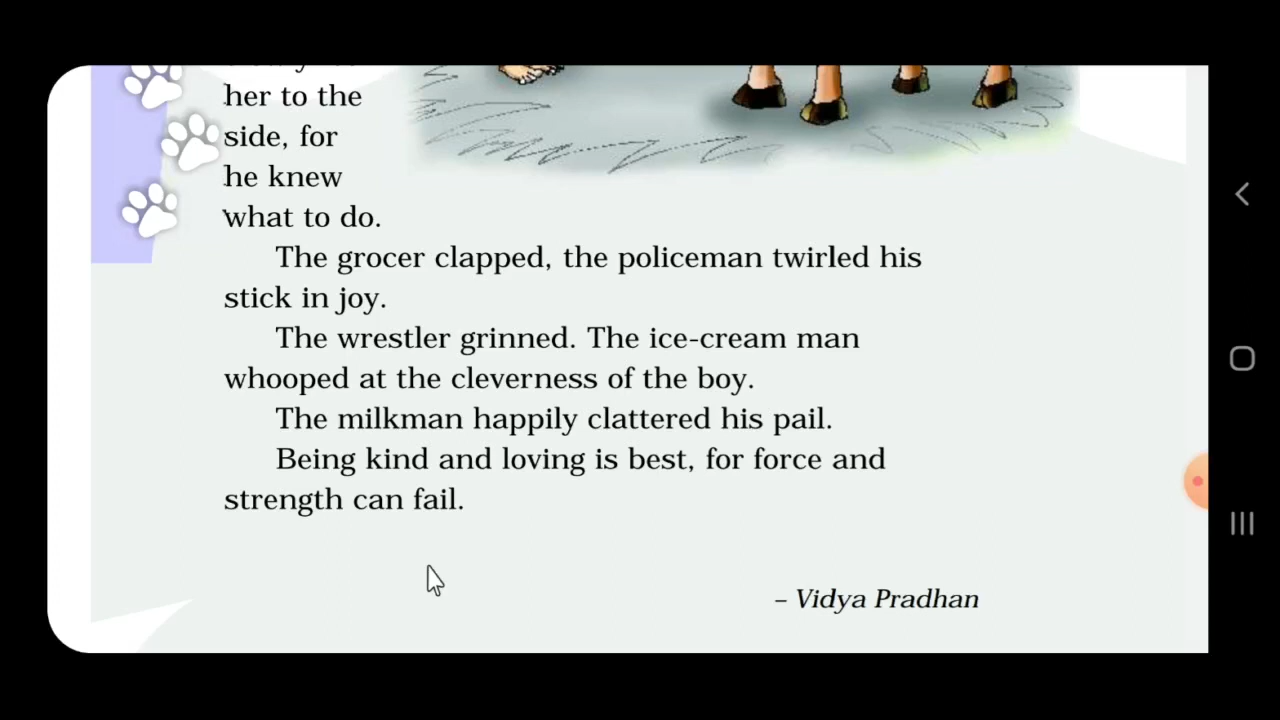 her to the
side, for
he knew
what to do.
The grocer clapped, the policeman twirled his
stick in joy.
The wrestler grinned. The ice-cream man
whooped at the cleverness of the boy.
The milkman happily clattered his pail.
Being kind and loving is best, for force and
strength can fail.
– Vidya Pradhan